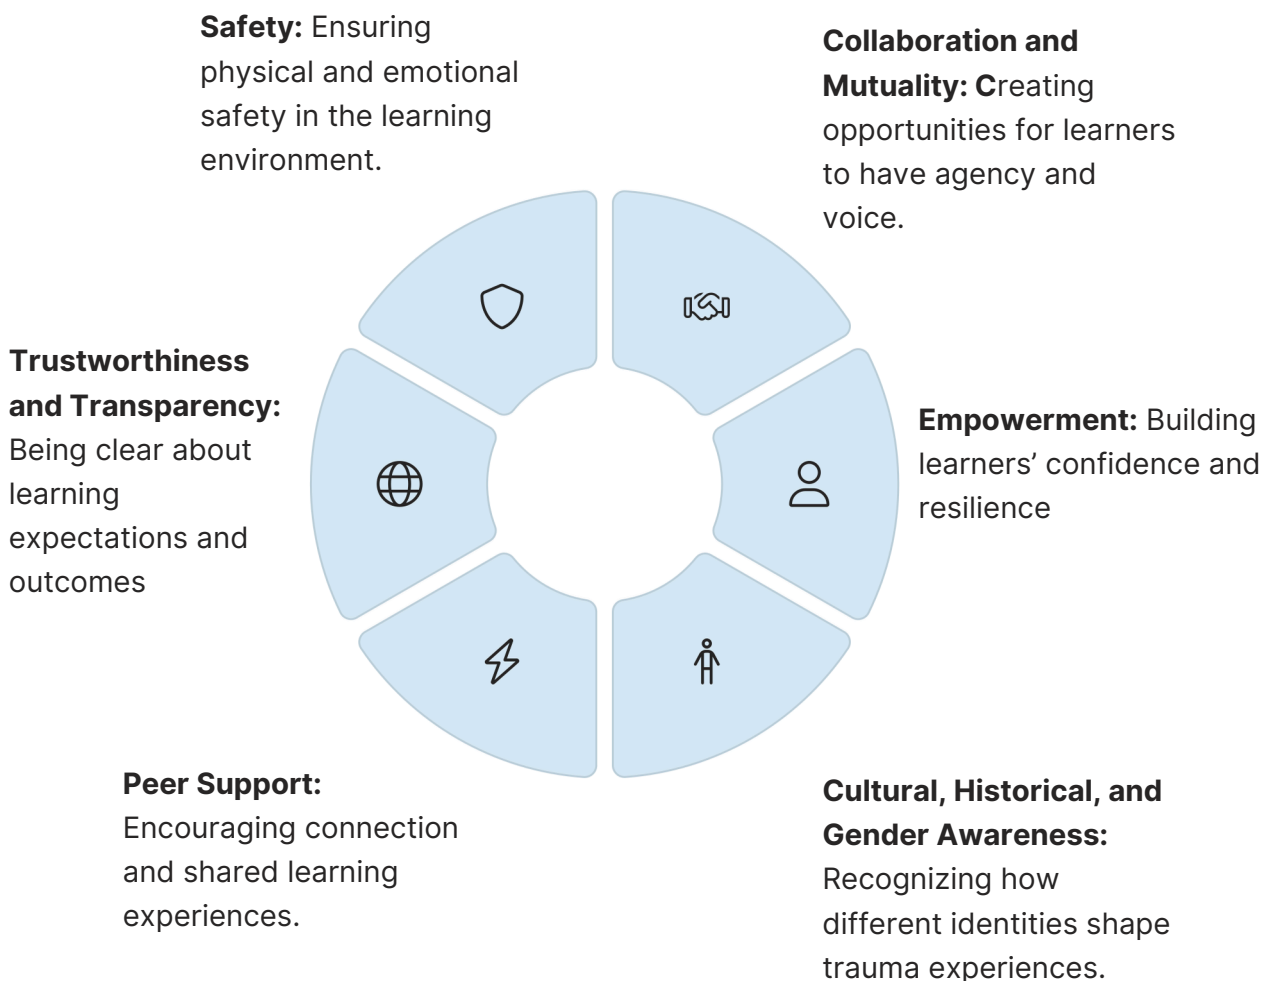 Safety: Ensuring
physical and emotional
safety in the learning
environment.
Collaboration and
Mutuality: Creating
opportunities for learners
to have agency and
voice.
Trustworthiness
and Transparency:
Being clear about
learning
expectations and
outcomes
Empowerment: Building
learners’ confidence and
resilience
Peer Support:
Encouraging connection
and shared learning
experiences.
Cultural, Historical, and
Gender Awareness:
Recognizing how
different identities shape
trauma experiences.